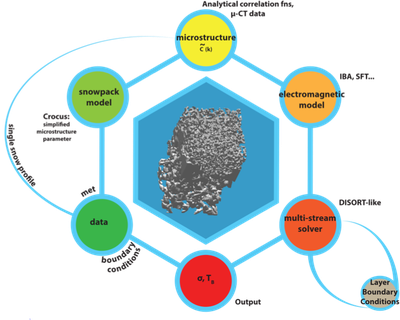 Analytical correlation fns,
μ-CT data
microstructure
C̃ (k)
snowpack
model
IBA, SFT...
electromagnetic
model
Crocus:
simplified
microstructure
parameter
single snow profile
met
data
boundary
conditions
DISORT-like
multi-stream
solver
σ, T_B
Output
Layer
Boundary
Conditions